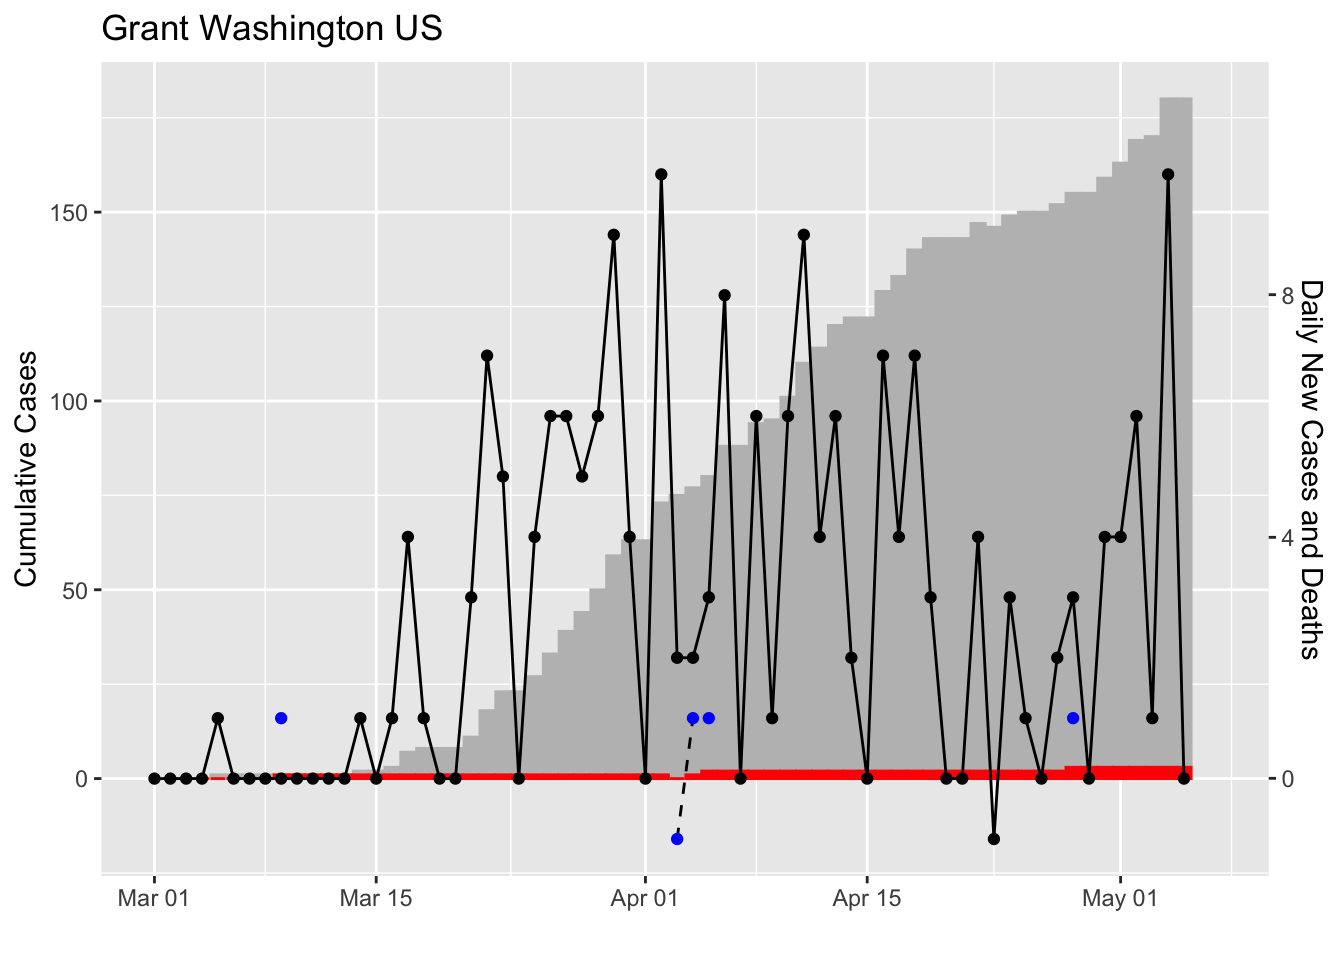 Grant Washington US
Cumulative Cases
150
100
50
0
8
4
0
Daily New Cases and Deaths
Mar 01
Mar 15
Apr 01
Apr 15
May 01